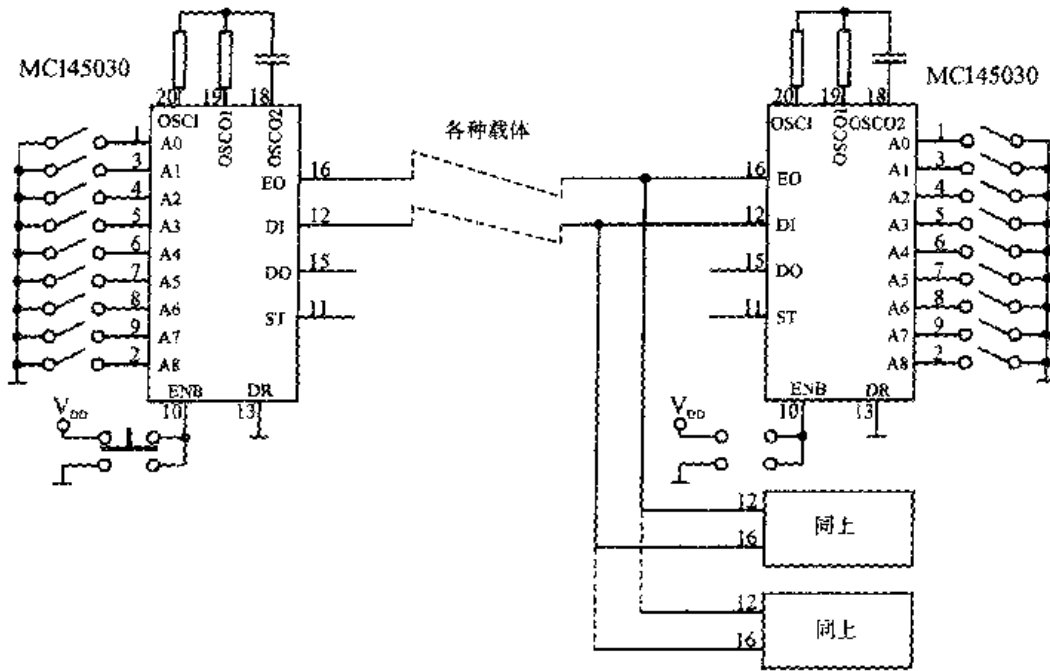 MC145030
20 19 18
OSCI OSCO1 OSCO2
1 A0
3 A1
4 A2
5 A3
6 A4
7 A5
8 A6
9 A7
2 A8
EO 16
DI 12
DO 15
ST 11
ENB DR
10 13
V_DD
各种载体
MC145030
20 19 18
OSCI OSCO1 OSCO2
16 EO
12 DI
15 DO
11 ST
A0 1
A1 3
A2 4
A3 5
A4 6
A5 7
A6 8
A7 9
A8 2
ENB DR
10 13
V_DD
12
16
同上
12
16
同上